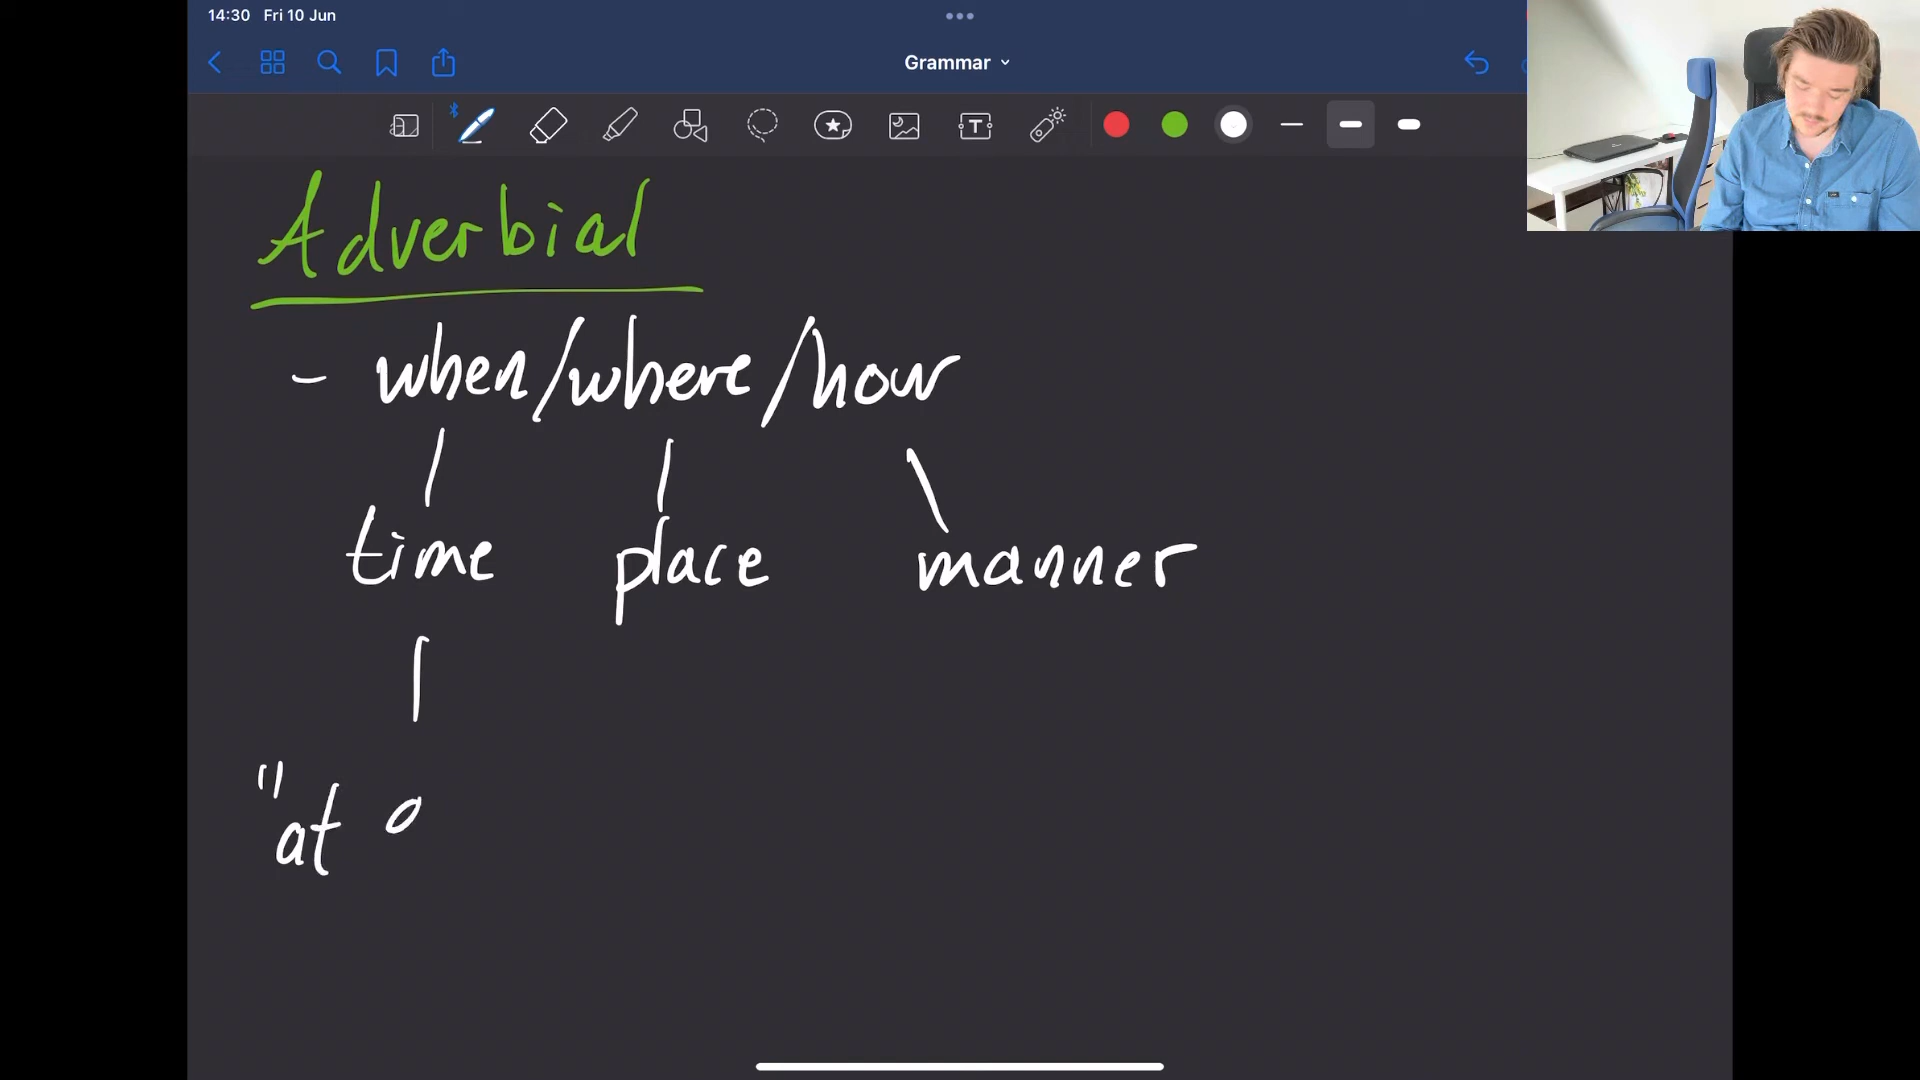 14:30 Fri 10 Jun
Grammar
T
Adverbial
- when/where/how
time place manner
"at o